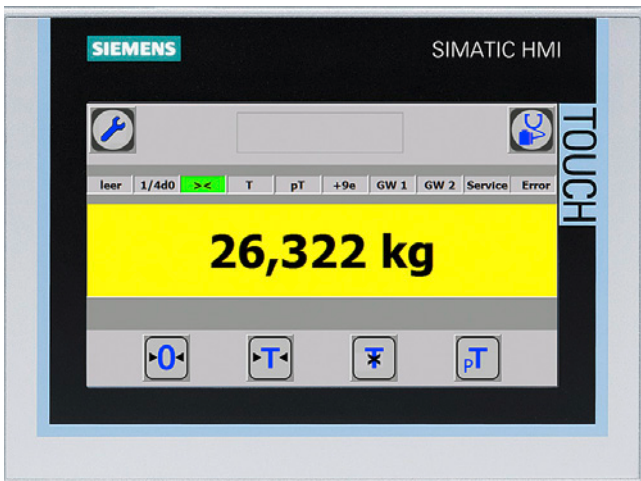 SIEMENS SIMATIC HMI
TOUCH
leer 1/4d0 >< T pT +9e GW 1 GW 2 Service Error
26,322 kg
0
T
T
pT